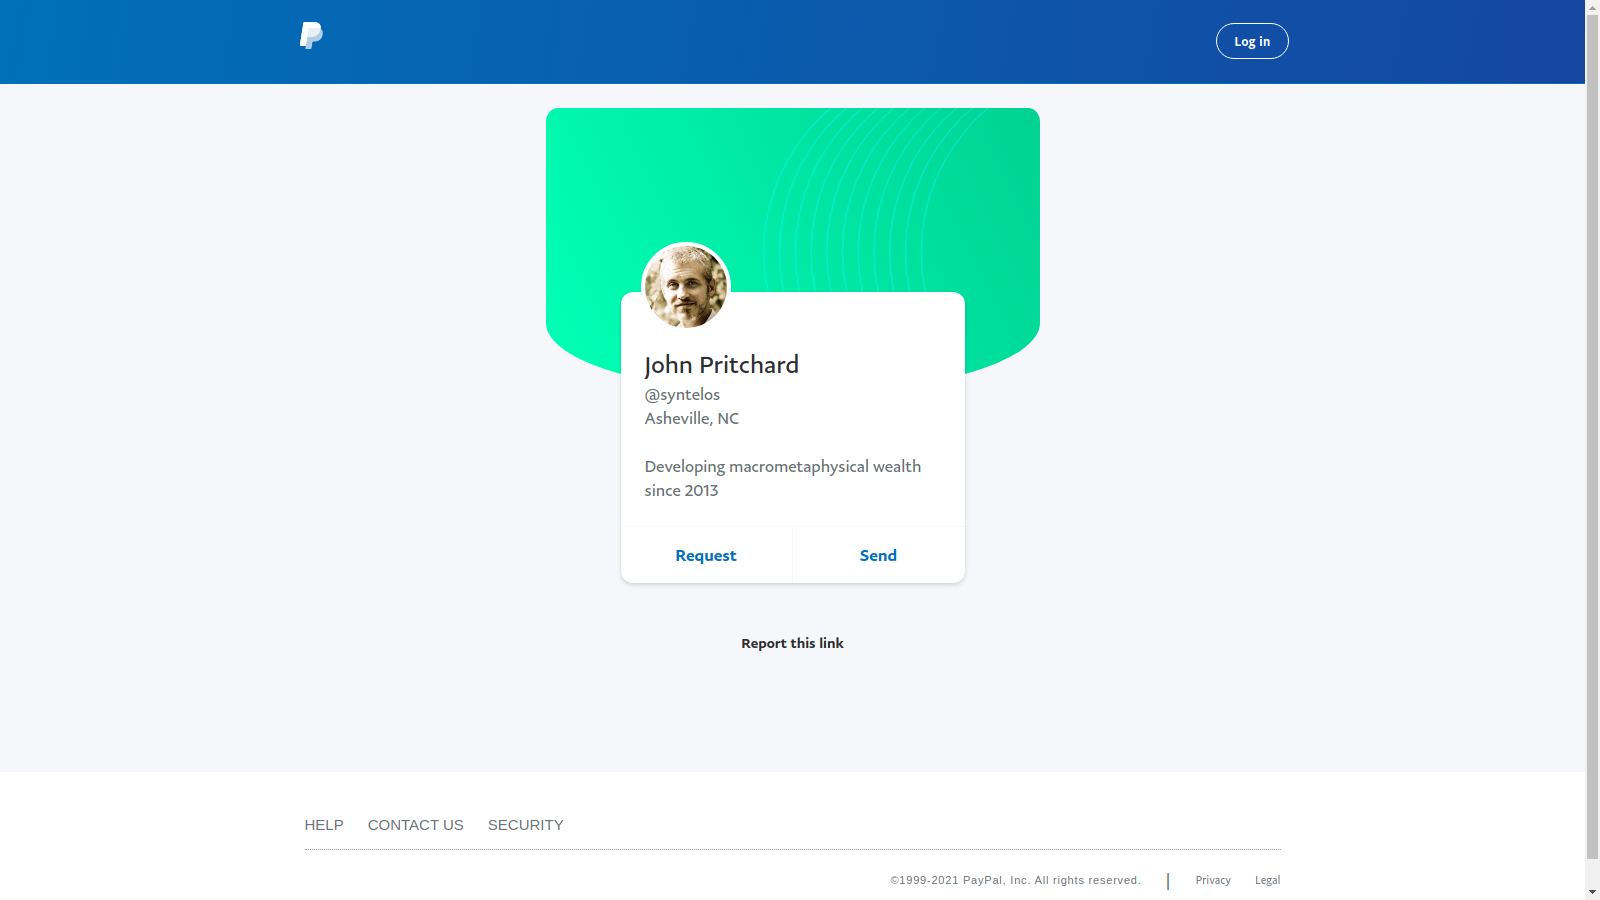 Log in
John Pritchard
@syntelos
Asheville, NC
Developing macrometaphysical wealth
since 2013
Request
Send
Report this link
HELP CONTACT US SECURITY
©1999-2021 PayPal, Inc. All rights reserved. | Privacy Legal